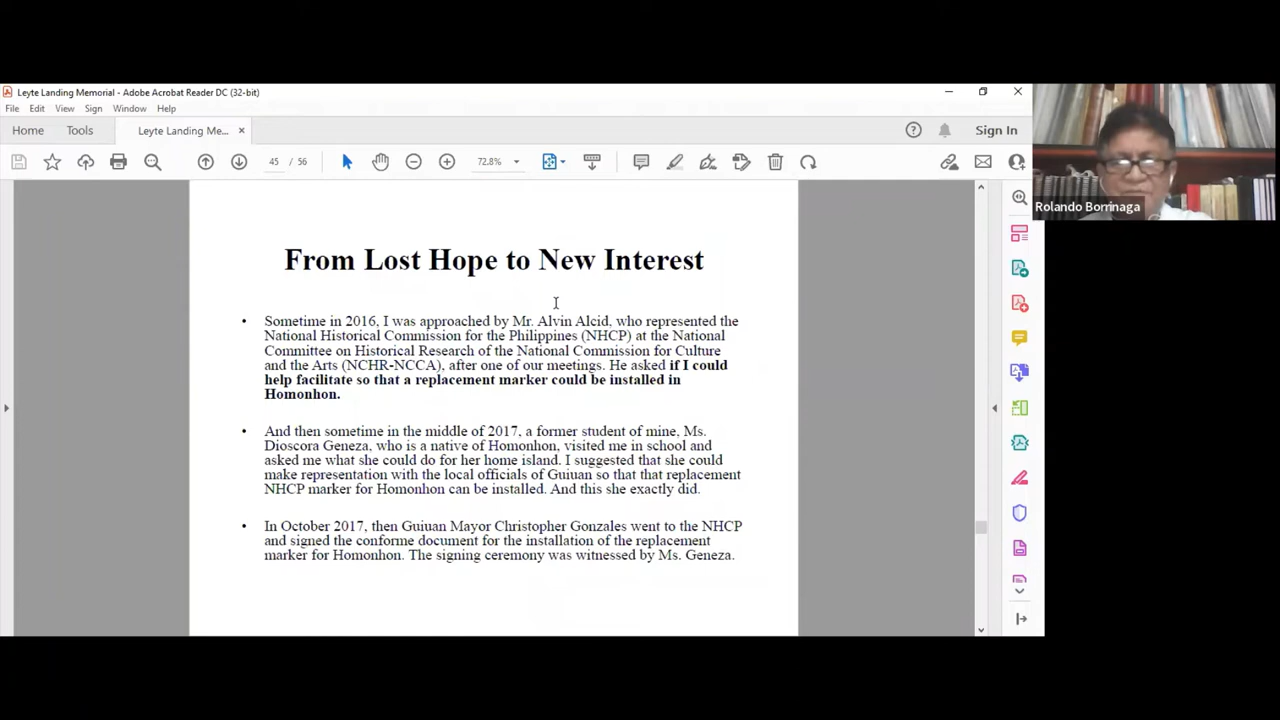 Leyte Landing Memorial - Adobe Acrobat Reader DC (32-bit)
File Edit View Sign Window Help
Home Tools Leyte Landing Me... × Sign In
45 / 56 72.8%
Rolando Borrinaga
From Lost Hope to New Interest
• Sometime in 2016, I was approached by Mr. Alvin Alcid, who represented the
National Historical Commission for the Philippines (NHCP) at the National
Committee on Historical Research of the National Commission for Culture
and the Arts (NCHR-NCCA), after one of our meetings. He asked if I could
help facilitate so that a replacement marker could be installed in
Homonhon.
• And then sometime in the middle of 2017, a former student of mine, Ms.
Dioscora Geneza, who is a native of Homonhon, visited me in school and
asked me what she could do for her home island. I suggested that she could
make representation with the local officials of Guiuan so that that replacement
NHCP marker for Homonhon can be installed. And this she exactly did.
• In October 2017, then Guiuan Mayor Christopher Gonzales went to the NHCP
and signed the conforme document for the installation of the replacement
marker for Homonhon. The signing ceremony was witnessed by Ms. Geneza.